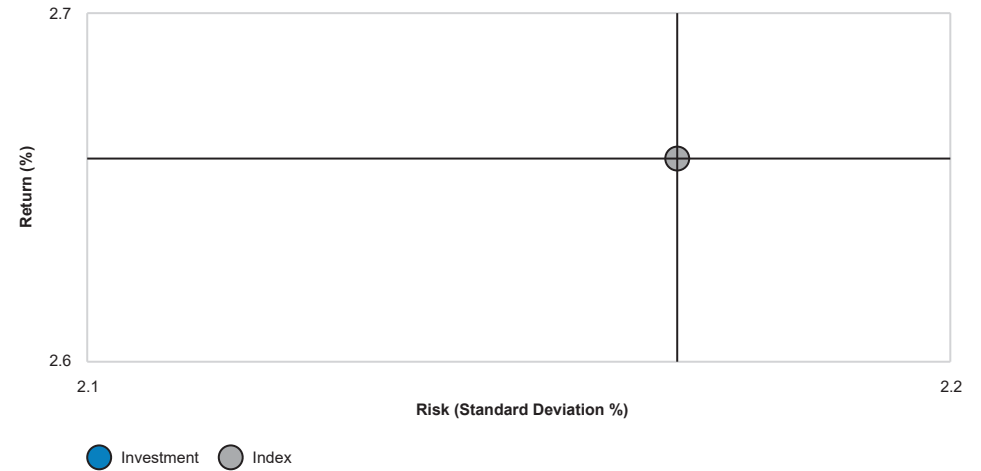 2.7
Return (%)
2.6
2.1
2.2
Risk (Standard Deviation %)
Investment
Index